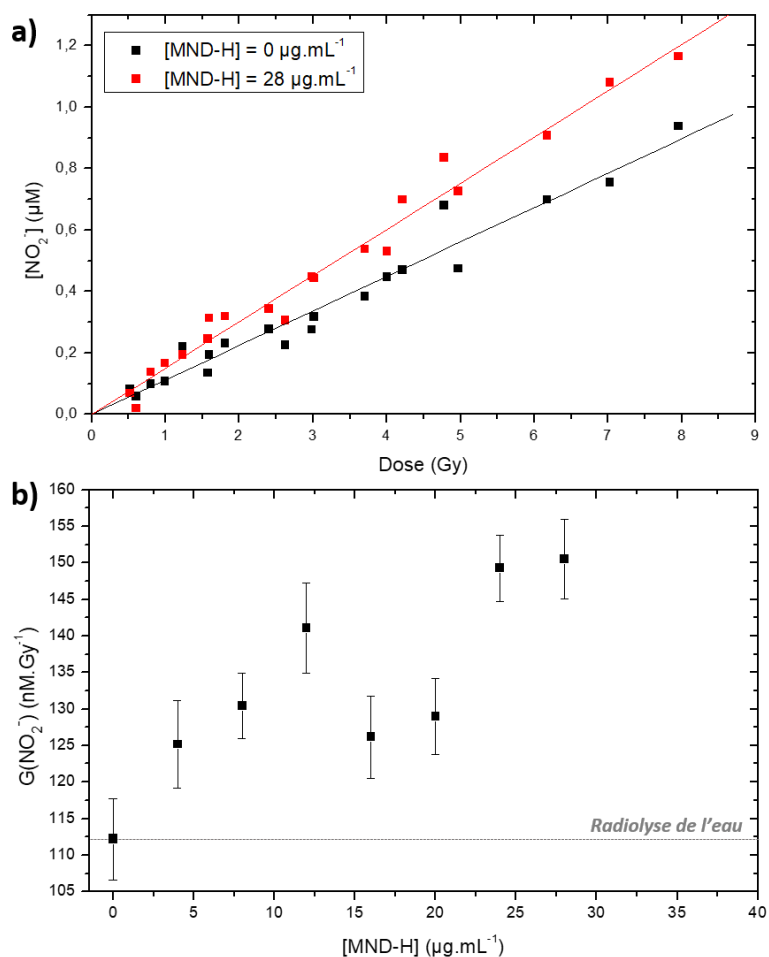 a)
[MND-H] = 0 µg.mL⁻¹
[MND-H] = 28 µg.mL⁻¹
1,2
1,0
0,8
0,6
0,4
0,2
0,0
[NO₂⁻] (µM)
0 1 2 3 4 5 6 7 8 9
Dose (Gy)
b)
160
155
150
145
140
135
130
125
120
115
112
110
105
G(NO₂⁻) (nM.Gy⁻¹)
Radiolyse de l'eau
0 5 10 15 20 25 30 35 40
[MND-H] (µg.mL⁻¹)